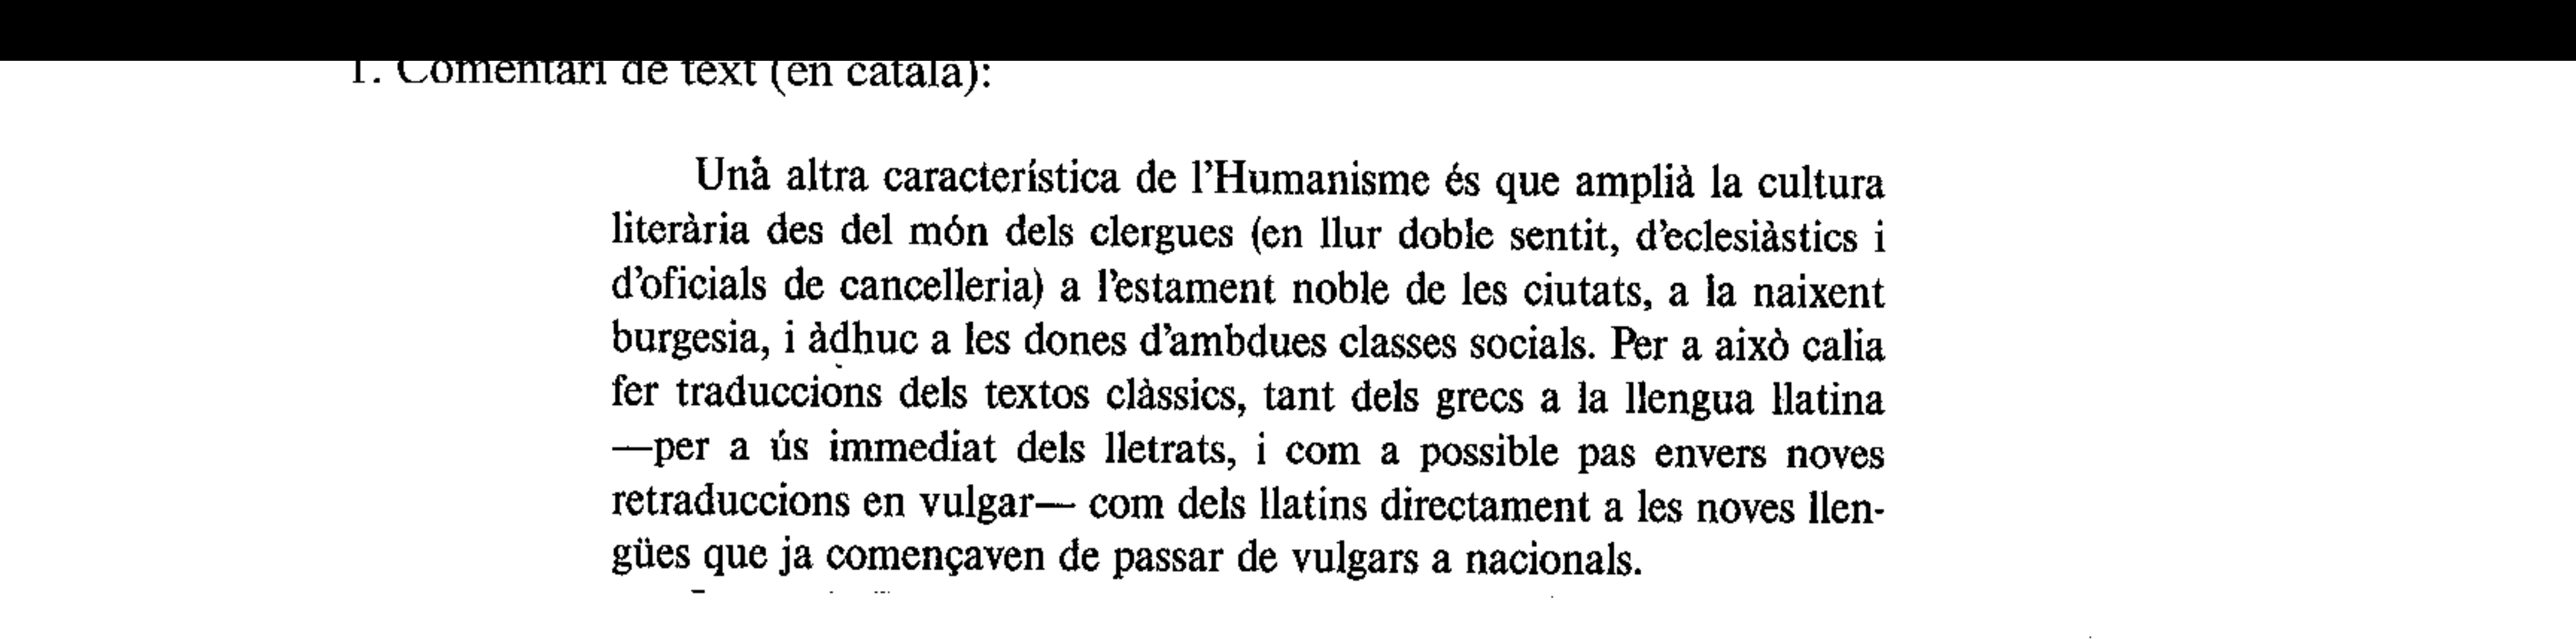 1. Comentari de text (en català):
Una altra característica de l'Humanisme és que amplià la cultura
literària des del món dels clergues (en llur doble sentit, d'eclesiàstics i
d'oficials de cancelleria) a l'estament noble de les ciutats, a la naixent
burgesia, i àdhuc a les dones d'ambdues classes socials. Per a això calia
fer traduccions dels textos clàssics, tant dels grecs a la llengua llatina
—per a ús immediat dels lletrats, i com a possible pas envers noves
retraduccions en vulgar— com dels llatins directament a les noves llen-
gües que ja començaven de passar de vulgars a nacionals.